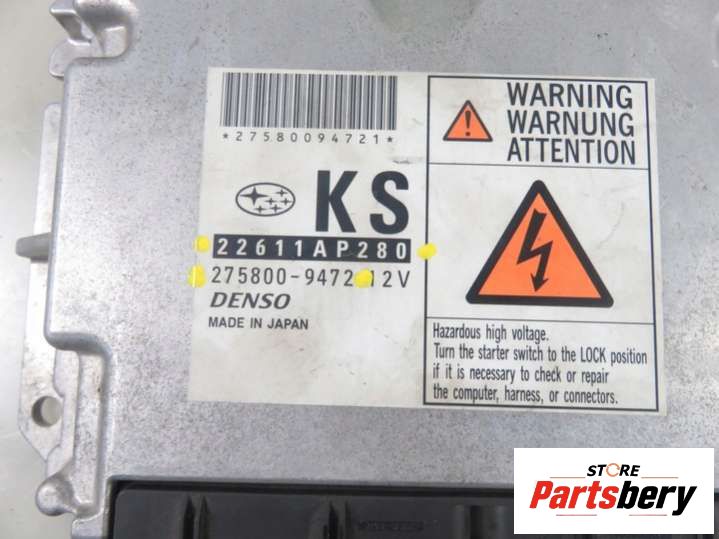 *27580094721*
KS
22611AP280
275800-9472 12V
DENSO
MADE IN JAPAN
WARNING
WARNUNG
ATTENTION
Hazardous high voltage.
Turn the starter switch to the LOCK position
if it is necessary to check or repair
the computer, harness, or connectors.
STORE
Partsbery